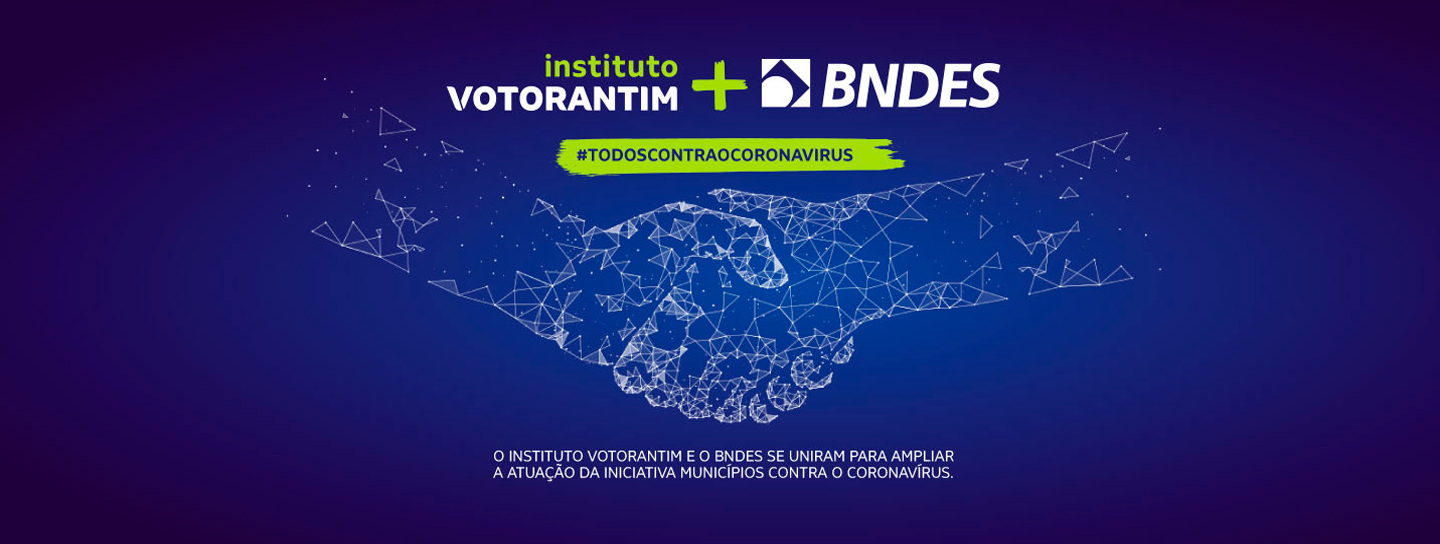 instituto
VOTORANTIM + BNDES
#TODOSCONTRAOCORONAVIRUS
O INSTITUTO VOTORANTIM E O BNDES SE UNIRAM PARA AMPLIAR
A ATUAÇÃO DA INICIATIVA MUNICÍPIOS CONTRA O CORONAVÍRUS.